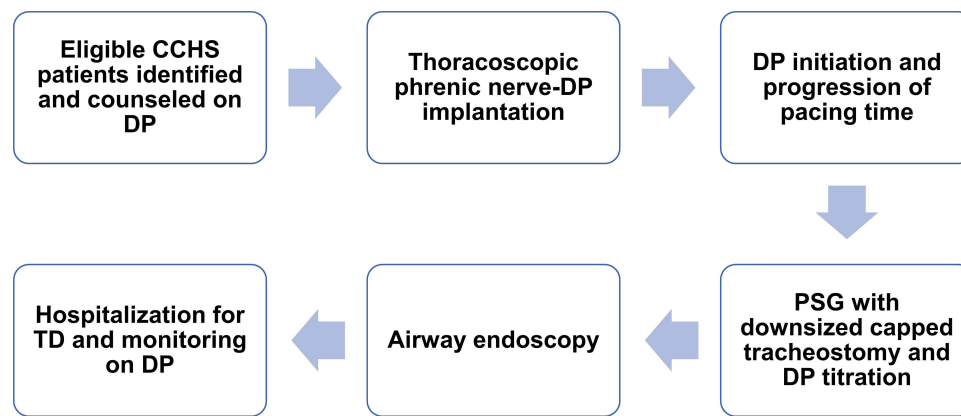 Eligible CCHS
patients identified
and counseled on
DP
Thoracoscopic
phrenic nerve-DP
implantation
DP initiation and
progression of
pacing time
PSG with
downsized capped
tracheostomy and
DP titration
Airway endoscopy
Hospitalization for
TD and monitoring
on DP